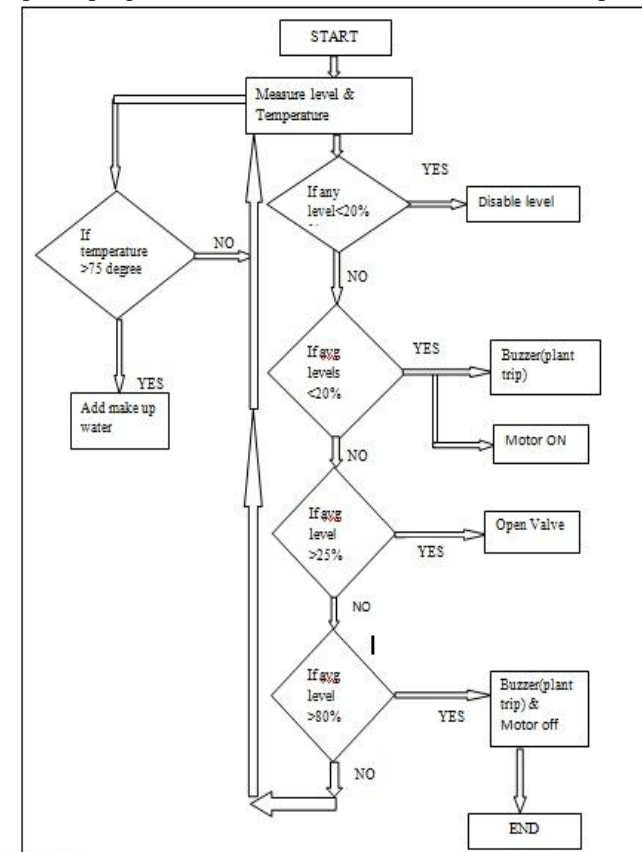 START
Measure level &
Temperature
YES
If any
level<20%
Disable level
If
temperature
>75 degree
NO
NO
If avg
levels
<20%
YES
Buzzer(plant
trip)
YES
Add make up
water
Motor ON
NO
If avg
level
>25%
Open Valve
YES
NO
If avg
level
>80%
Buzzer(plant
trip) &
Motor off
YES
NO
END